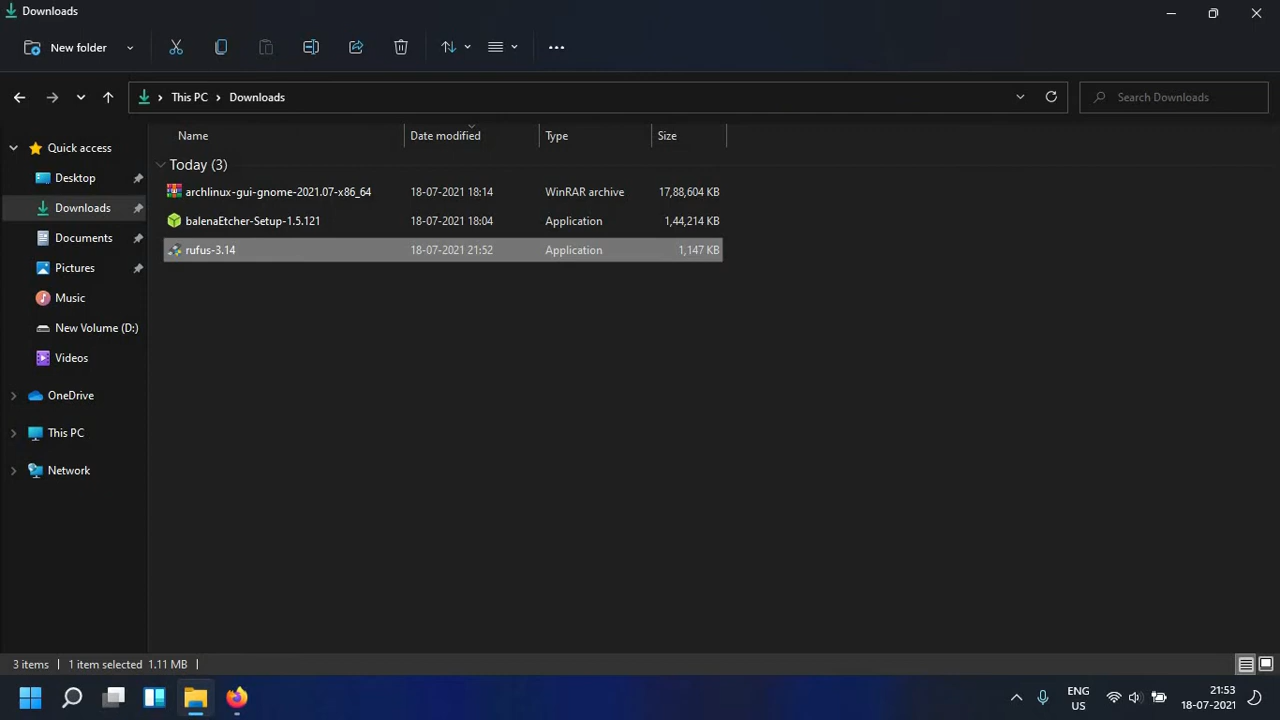 Downloads
New folder
This PC > Downloads
Search Downloads
Name Date modified Type Size
Quick access
Desktop
Downloads
Documents
Pictures
Music
New Volume (D:)
Videos
OneDrive
This PC
Network
Today (3)
archlinux-gui-gnome-2021.07-x86_64 18-07-2021 18:14 WinRAR archive 17,88,604 KB
balenaEtcher-Setup-1.5.121 18-07-2021 18:04 Application 1,44,214 KB
rufus-3.14 18-07-2021 21:52 Application 1,147 KB
3 items 1 item selected 1.11 MB
ENG
US
21:53
18-07-2021